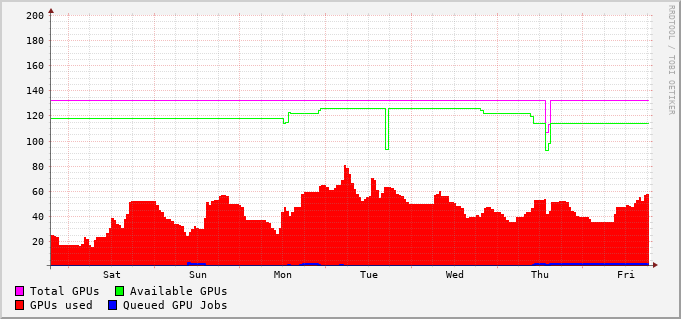 200
180
160
140
120
100
80
60
40
20
Sat Sun Mon Tue Wed Thu Fri
Total GPUs Available GPUs
GPUs used Queued GPU Jobs
RRDTOOL / TOBI OETIKER